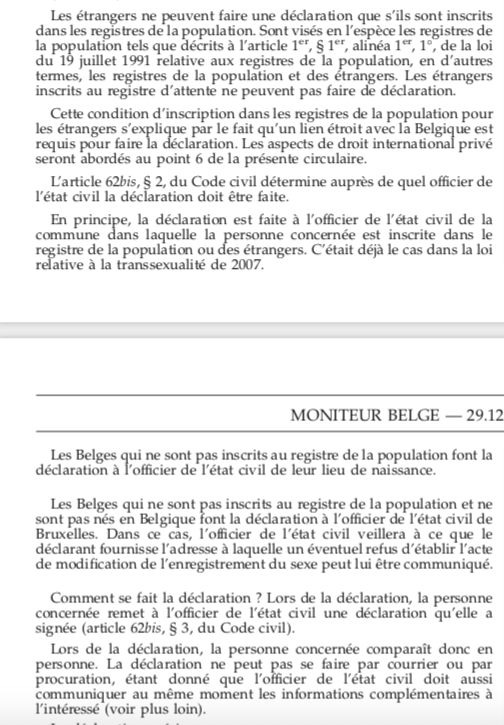 Les étrangers ne peuvent faire une déclaration que s'ils sont inscrits
dans les registres de la population. Sont visés en l'espèce les registres de
la population tels que décrits à l'article 1er, § 1er, alinéa 1er, 1°, de la loi
du 19 juillet 1991 relative aux registres de la population, en d'autres
termes, les registres de la population et des étrangers. Les étrangers
inscrits au registre d'attente ne peuvent pas faire de déclaration.
Cette condition d'inscription dans les registres de la population pour
les étrangers s'explique par le fait qu'un lien étroit avec la Belgique est
requis pour faire la déclaration. Les aspects de droit international privé
seront abordés au point 6 de la présente circulaire.
L'article 62bis, § 2, du Code civil détermine auprès de quel officier de
l'état civil la déclaration doit être faite.
En principe, la déclaration est faite à l'officier de l'état civil de la
commune dans laquelle la personne concernée est inscrite dans le
registre de la population ou des étrangers. C'était déjà le cas dans la loi
relative à la transsexualité de 2007.
MONITEUR BELGE — 29.12
Les Belges qui ne sont pas inscrits au registre de la population font la
déclaration à l'officier de l'état civil de leur lieu de naissance.
Les Belges qui ne sont pas inscrits au registre de la population et ne
sont pas nés en Belgique font la déclaration à l'officier de l'état civil de
Bruxelles. Dans ce cas, l'officier de l'état civil veillera à ce que le
déclarant fournisse l'adresse à laquelle un éventuel refus d'établir l'acte
de modification de l'enregistrement du sexe peut lui être communiqué.
Comment se fait la déclaration ? Lors de la déclaration, la personne
concernée remet à l'officier de l'état civil une déclaration qu'elle a
signée (article 62bis, § 3, du Code civil).
Lors de la déclaration, la personne concernée comparaît donc en
personne. La déclaration ne peut pas se faire par courrier ou par
procuration, étant donné que l'officier de l'état civil doit aussi
communiquer au même moment les informations complémentaires à
l'intéressé (voir plus loin).